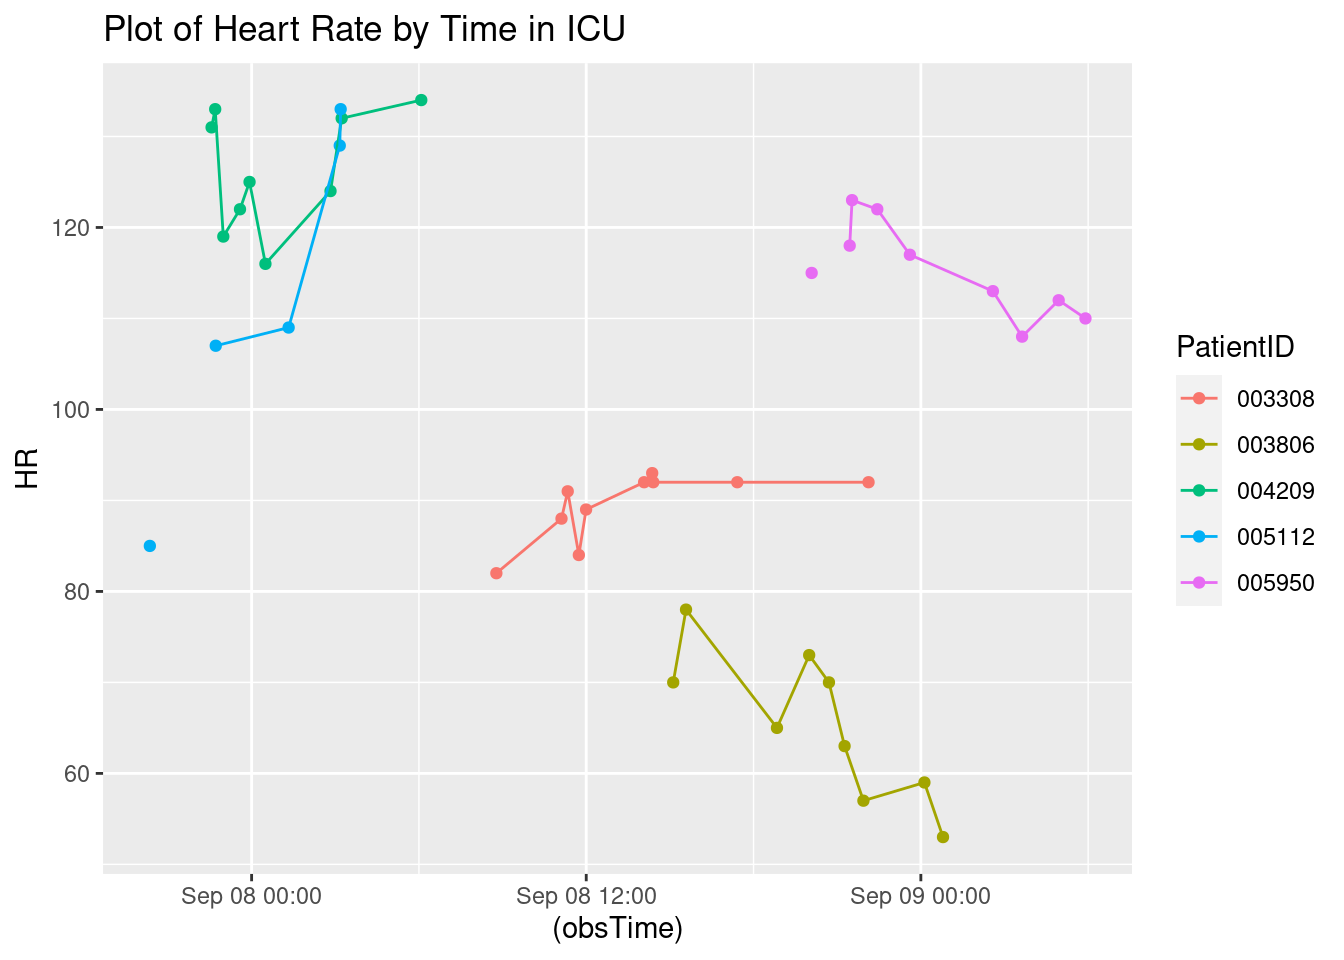 Plot of Heart Rate by Time in ICU
HR
120
100
80
60
Sep 08 00:00
Sep 08 12:00
Sep 09 00:00
(obsTime)
PatientID
003308
003806
004209
005112
005950